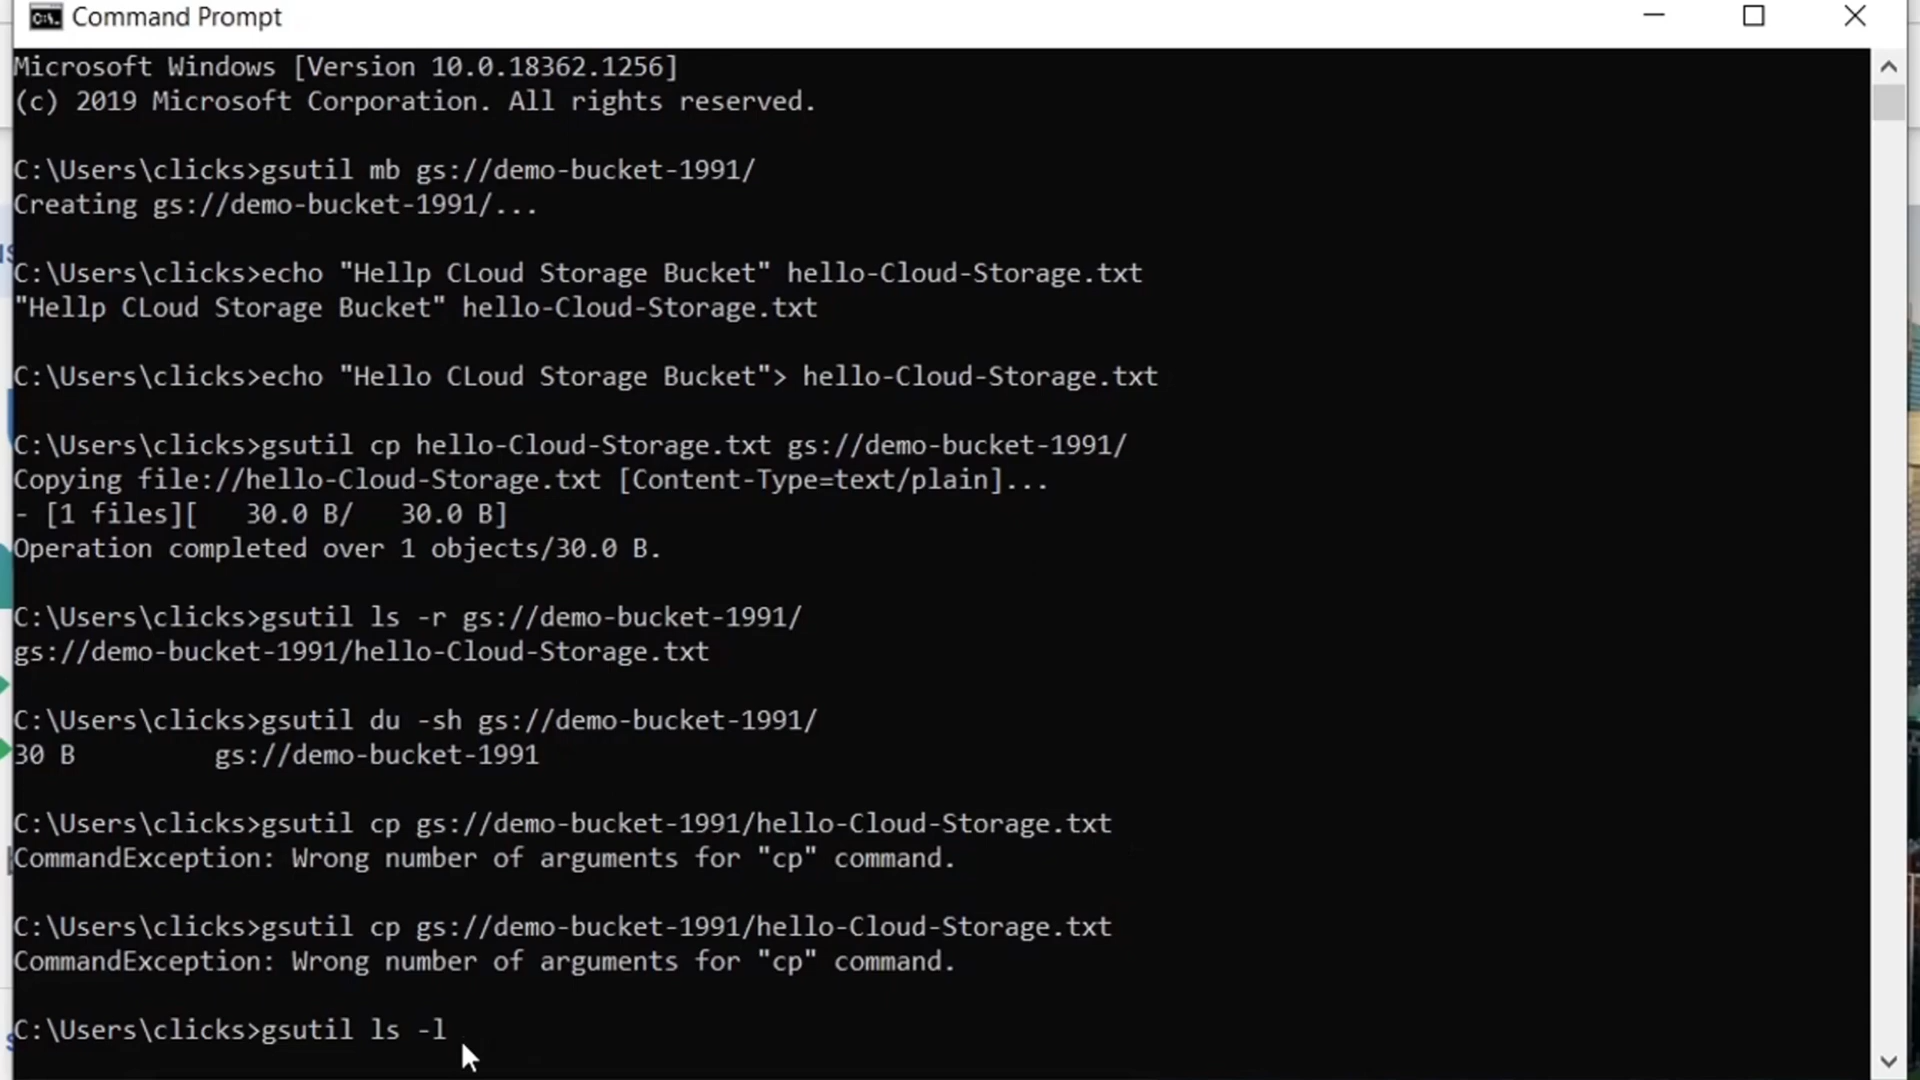 Command Prompt
Microsoft Windows [Version 10.0.18362.1256]
(c) 2019 Microsoft Corporation. All rights reserved.
C:\Users\clicks>gsutil mb gs://demo-bucket-1991/
Creating gs://demo-bucket-1991/...
C:\Users\clicks>echo "Hellp CLoud Storage Bucket" hello-Cloud-Storage.txt
"Hellp CLoud Storage Bucket" hello-Cloud-Storage.txt
C:\Users\clicks>echo "Hello CLoud Storage Bucket"> hello-Cloud-Storage.txt
C:\Users\clicks>gsutil cp hello-Cloud-Storage.txt gs://demo-bucket-1991/
Copying file://hello-Cloud-Storage.txt [Content-Type=text/plain]...
- [1 files][   30.0 B/   30.0 B]
Operation completed over 1 objects/30.0 B.
C:\Users\clicks>gsutil ls -r gs://demo-bucket-1991/
gs://demo-bucket-1991/hello-Cloud-Storage.txt
C:\Users\clicks>gsutil du -sh gs://demo-bucket-1991/
30 B         gs://demo-bucket-1991
C:\Users\clicks>gsutil cp gs://demo-bucket-1991/hello-Cloud-Storage.txt
CommandException: Wrong number of arguments for "cp" command.
C:\Users\clicks>gsutil cp gs://demo-bucket-1991/hello-Cloud-Storage.txt
CommandException: Wrong number of arguments for "cp" command.
C:\Users\clicks>gsutil ls -l